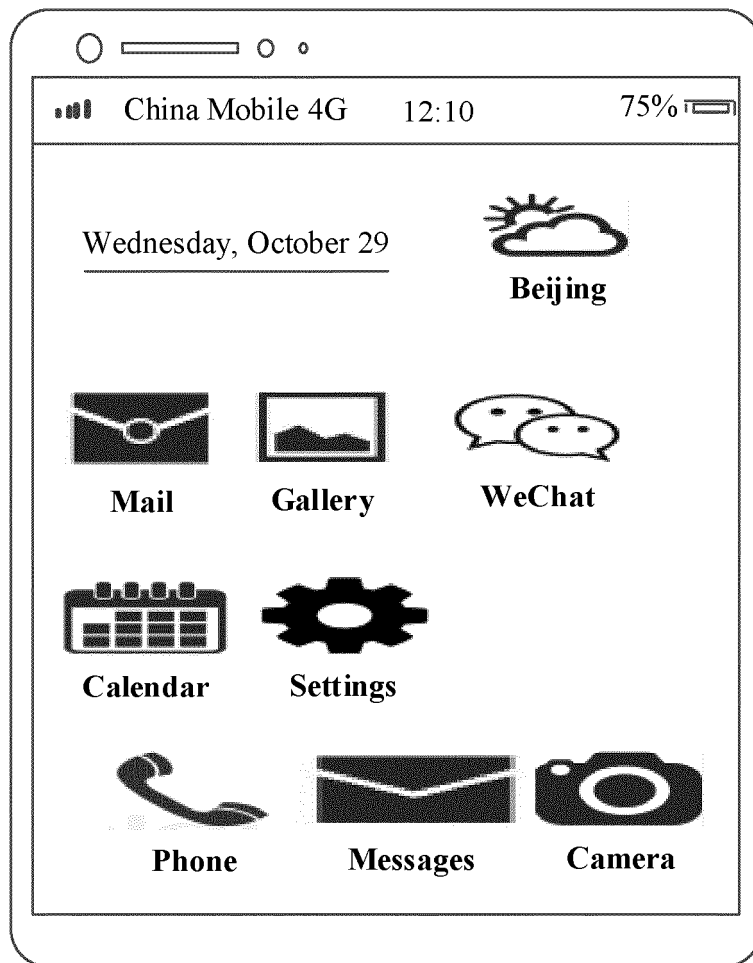 China Mobile 4G 12:10 75%
Wednesday, October 29
Beijing
Mail Gallery WeChat
Calendar Settings
Phone Messages Camera